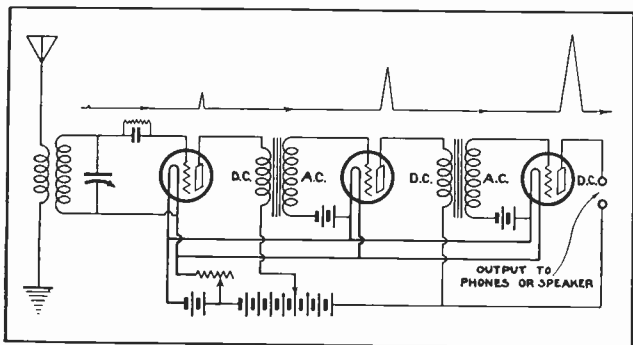 D.C.
A.C.
D.C.
A.C.
D.C.
OUTPUT TO
PHONES OR SPEAKER